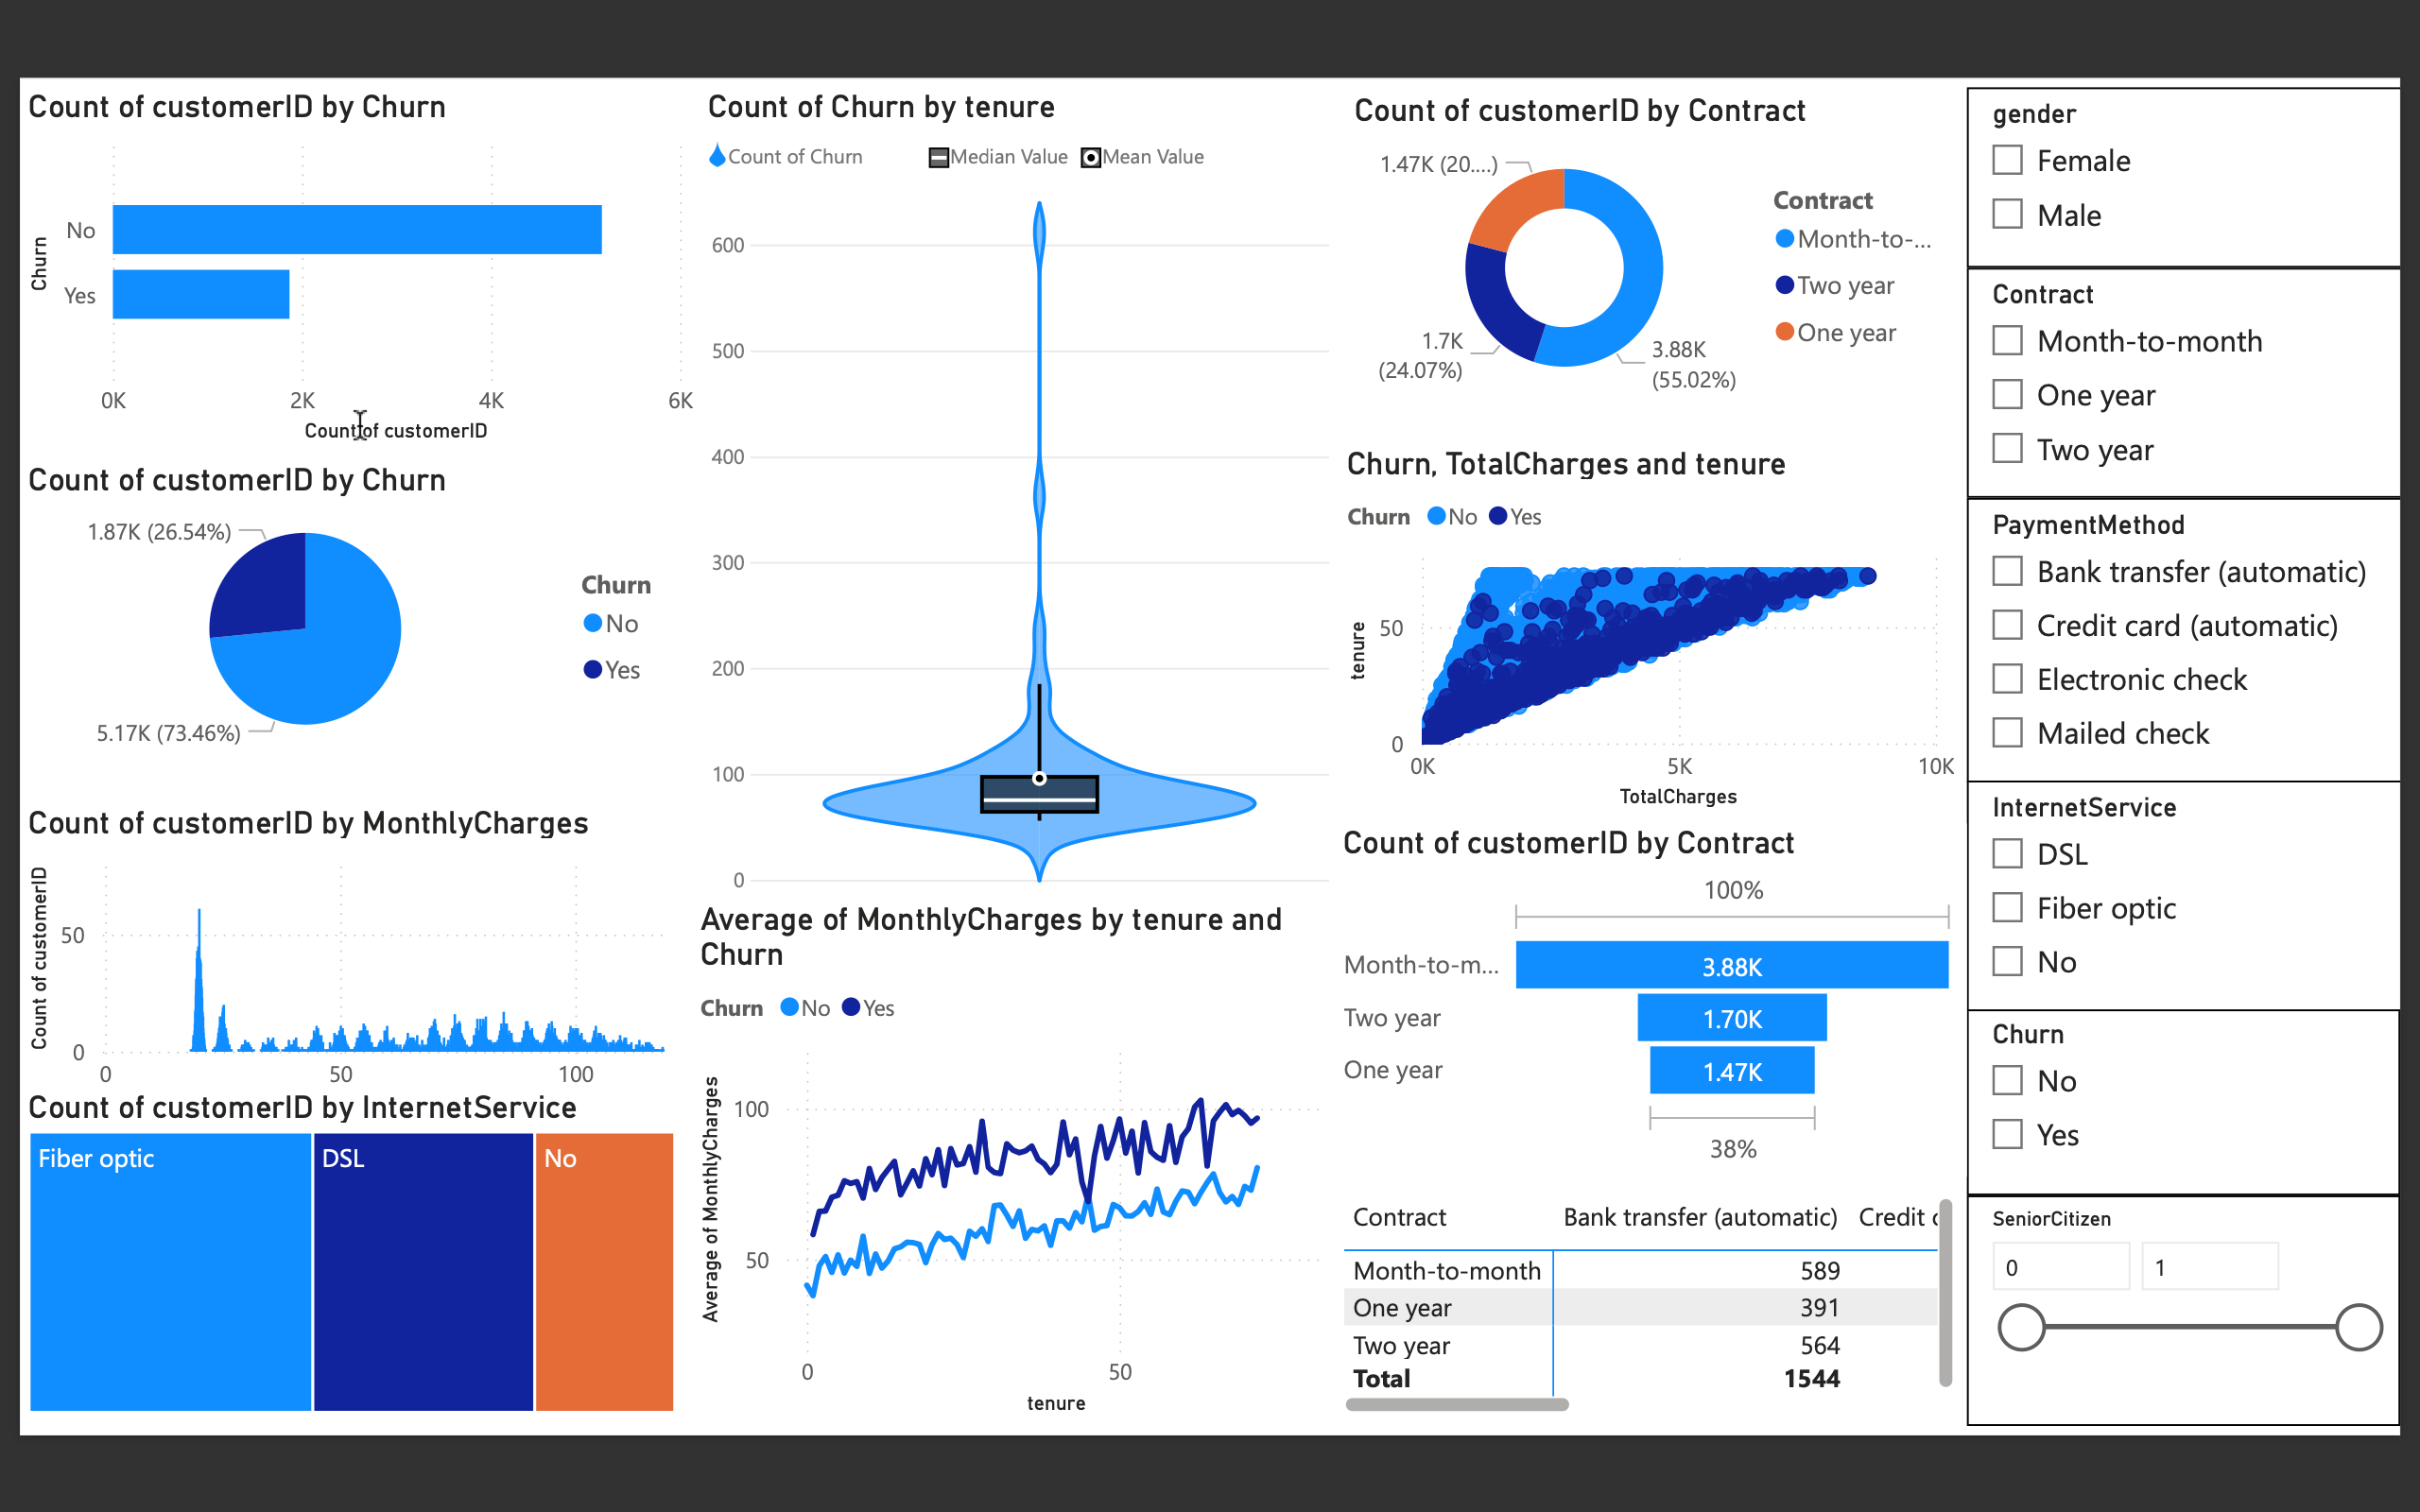 Count of customerID by Churn
Churn
No
Yes
0K 2K 4K 6K
Count of customerID
Count of customerID by Churn
1.87K (26.54%)
5.17K (73.46%)
Churn
No
Yes
Count of customerID by MonthlyCharges
Count of customerID
50
0
0 50 100
Count of customerID by InternetService
Fiber optic DSL No
Count of Churn by tenure
Count of Churn Median Value Mean Value
600
500
400
300
200
100
0
Average of MonthlyCharges by tenure and
Churn
Churn No Yes
Average of MonthlyCharges
100
50
0 50
tenure
Count of customerID by Contract
1.47K (20....)
1.7K
(24.07%)
3.88K
(55.02%)
Contract
Month-to-...
Two year
One year
Churn, TotalCharges and tenure
Churn No Yes
tenure
50
0
0K 5K 10K
TotalCharges
Count of customerID by Contract
100%
Month-to-m... 3.88K
Two year 1.70K
One year 1.47K
38%
Contract Bank transfer (automatic) Credit
Month-to-month 589
One year 391
Two year 564
Total 1544
gender
Female
Male
Contract
Month-to-month
One year
Two year
PaymentMethod
Bank transfer (automatic)
Credit card (automatic)
Electronic check
Mailed check
InternetService
DSL
Fiber optic
No
Churn
No
Yes
SeniorCitizen
0 1